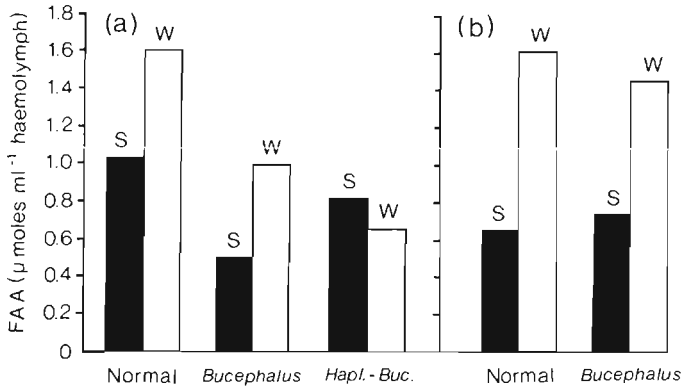 (a)
(b)
FAA (μ moles ml⁻¹ haemolymph)
1.8
1.6
1.4
1.2
1.0
0.8
0.6
0.4
0.2
0
S W
S W
S W
S W
S W
Normal Bucephalus Hapl.-Buc. Normal Bucephalus